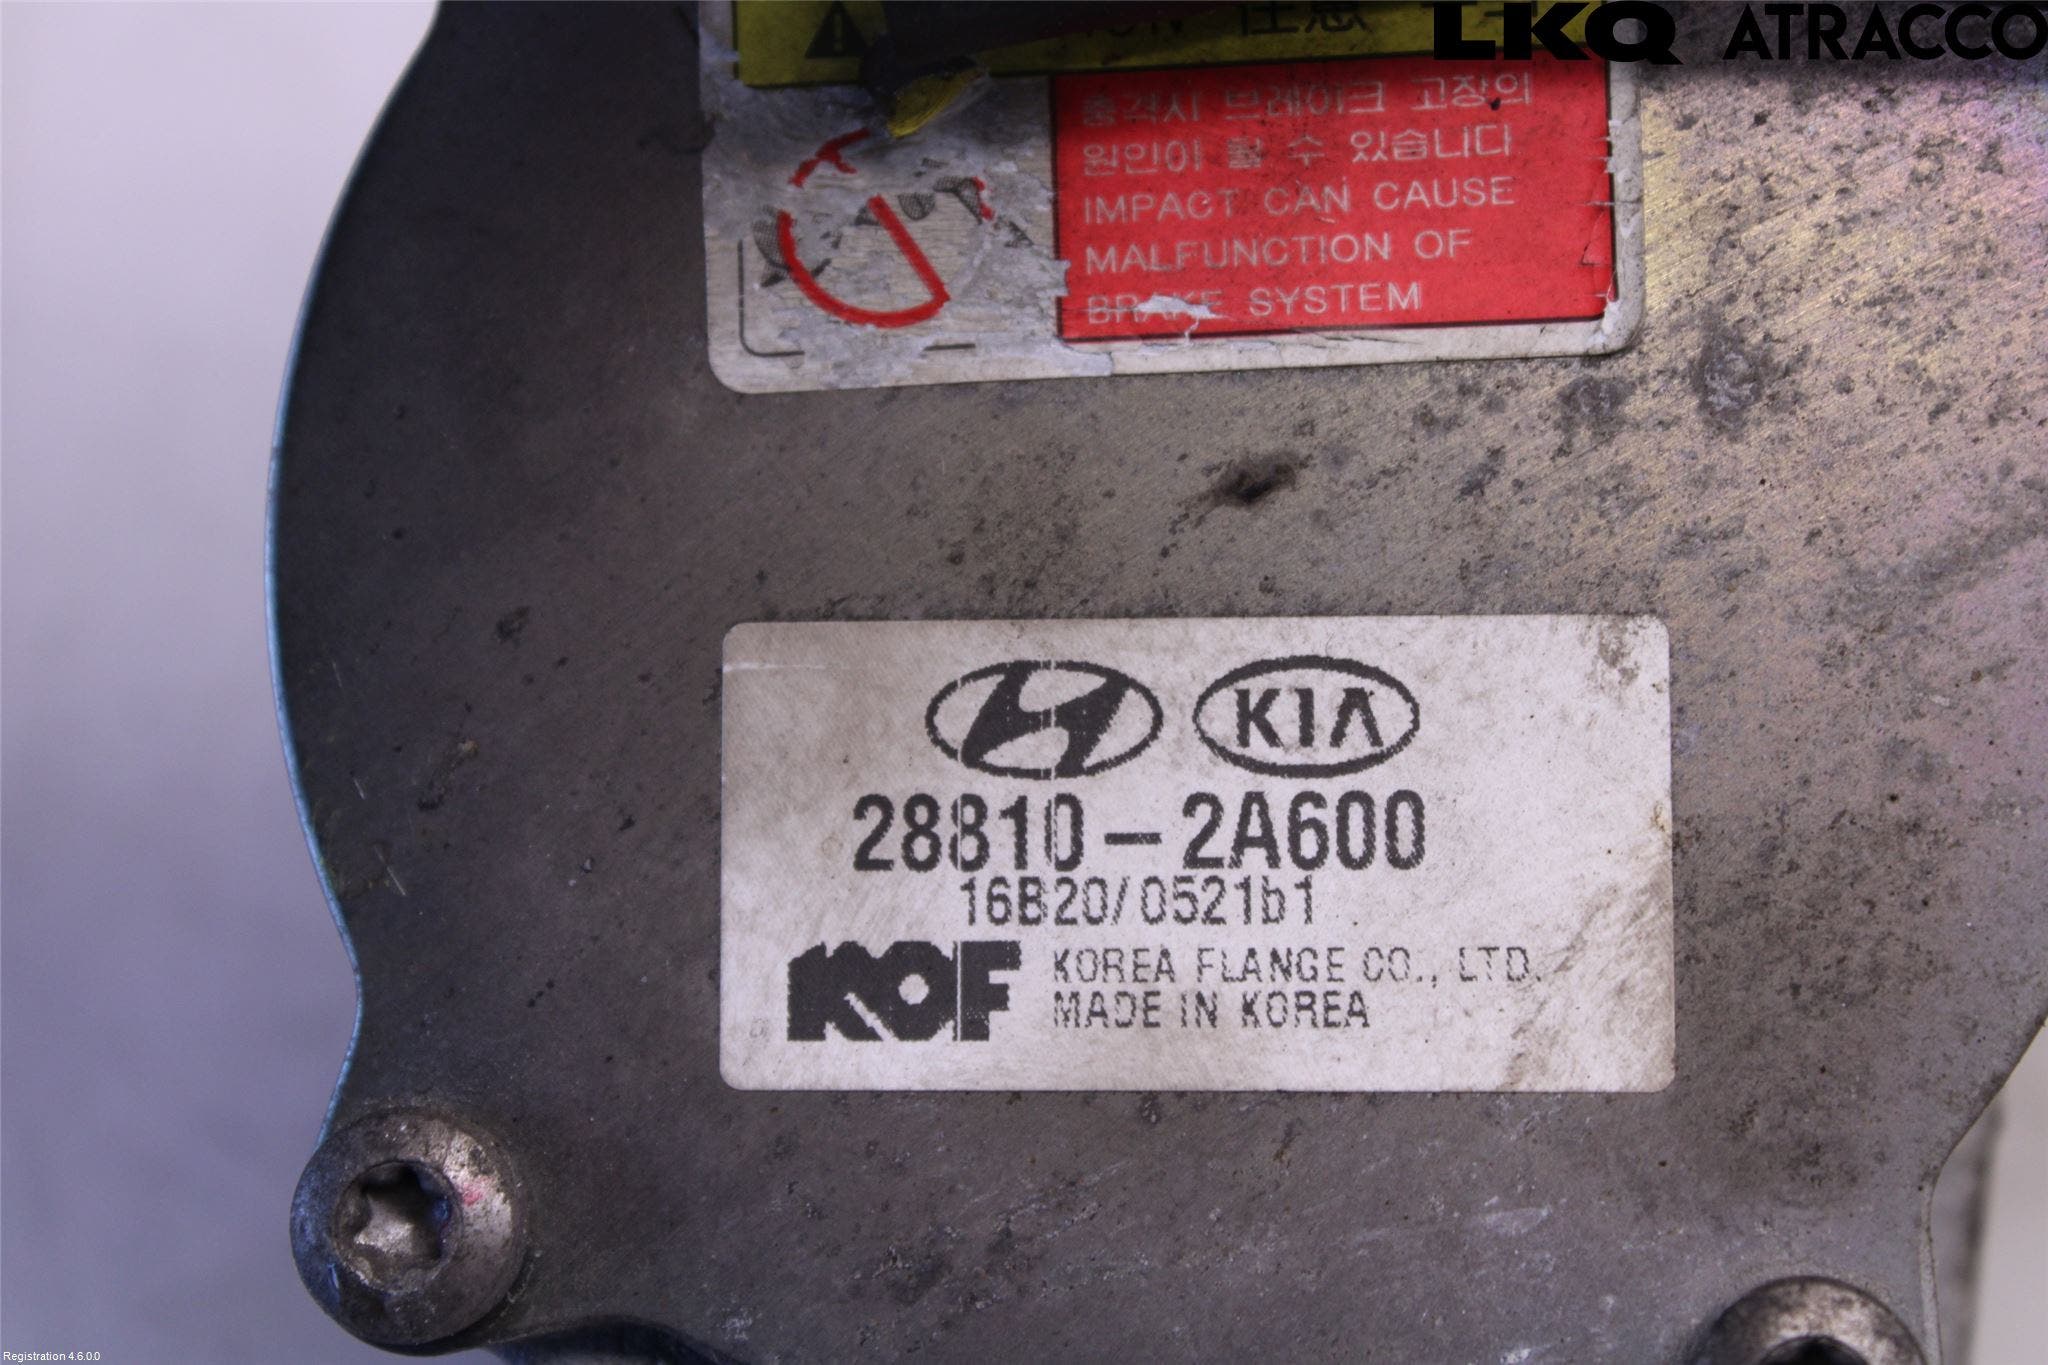 LKQ ATRACCO
注意
충격시 브레이크 고장의
원인이 될 수 있습니다
IMPACT CAN CAUSE
MALFUNCTION OF
BRAKE SYSTEM
KIA
28810-2A600
16B20/0521b1
KOF KOREA FLANGE CO., LTD.
MADE IN KOREA
Registration 4.6.0.0